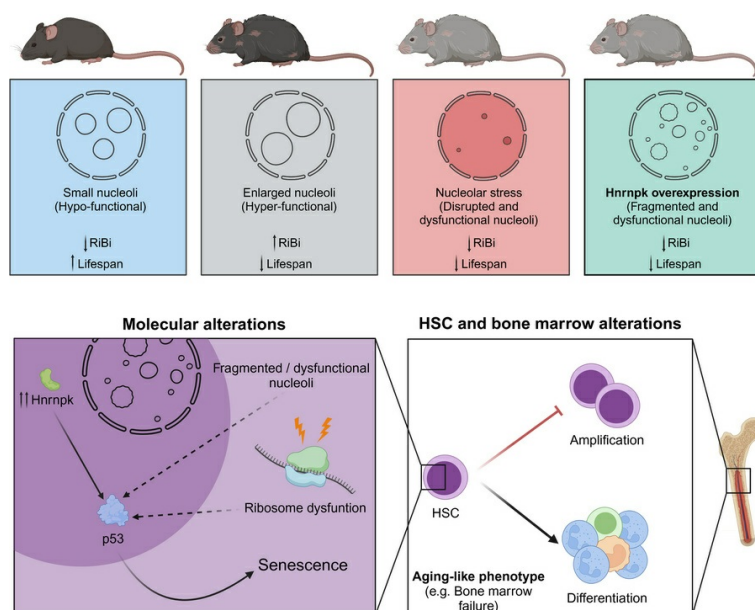 Small nucleoli
(Hypo-functional)
↓RiBi
↑Lifespan
Enlarged nucleoli
(Hyper-functional)
↑RiBi
↓Lifespan
Nucleolar stress
(Disrupted and
dysfunctional nucleoli)
↓RiBi
↓Lifespan
Hnrnpk overexpression
(Fragmented and
dysfunctional nucleoli)
↓RiBi
↓Lifespan
Molecular alterations
↑↑Hnrnpk
Fragmented / dysfunctional
nucleoli
Ribosome dysfuntion
p53
Senescence
HSC and bone marrow alterations
Amplification
HSC
Aging-like phenotype
(e.g. Bone marrow
failure)
Differentiation